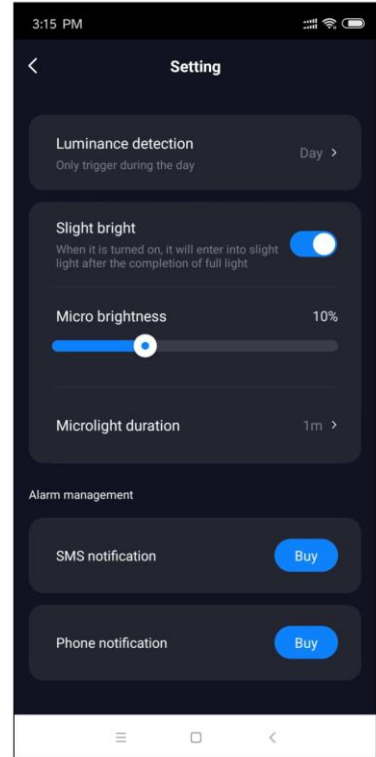 3:15 PM
Setting
Luminance detection
Day
Only trigger during the day
Slight bright
When it is turned on, it will enter into slight
light after the completion of full light
Micro brightness
10%
Microlight duration
1m
Alarm management
SMS notification
Buy
Phone notification
Buy